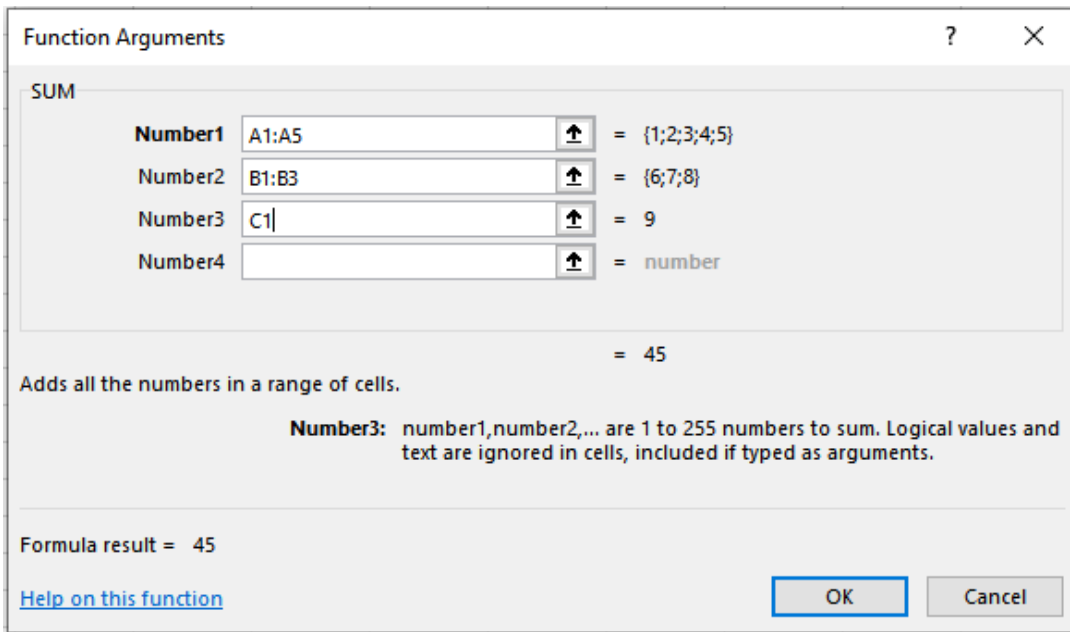 Function Arguments ?
SUM
Number1 A1:A5 = {1;2;3;4;5}
Number2 B1:B3 = {6;7;8}
Number3 C1 = 9
Number4 = number
= 45
Adds all the numbers in a range of cells.
Number3: number1,number2,... are 1 to 255 numbers to sum. Logical values and
text are ignored in cells, included if typed as arguments.
Formula result = 45
Help on this function OK Cancel